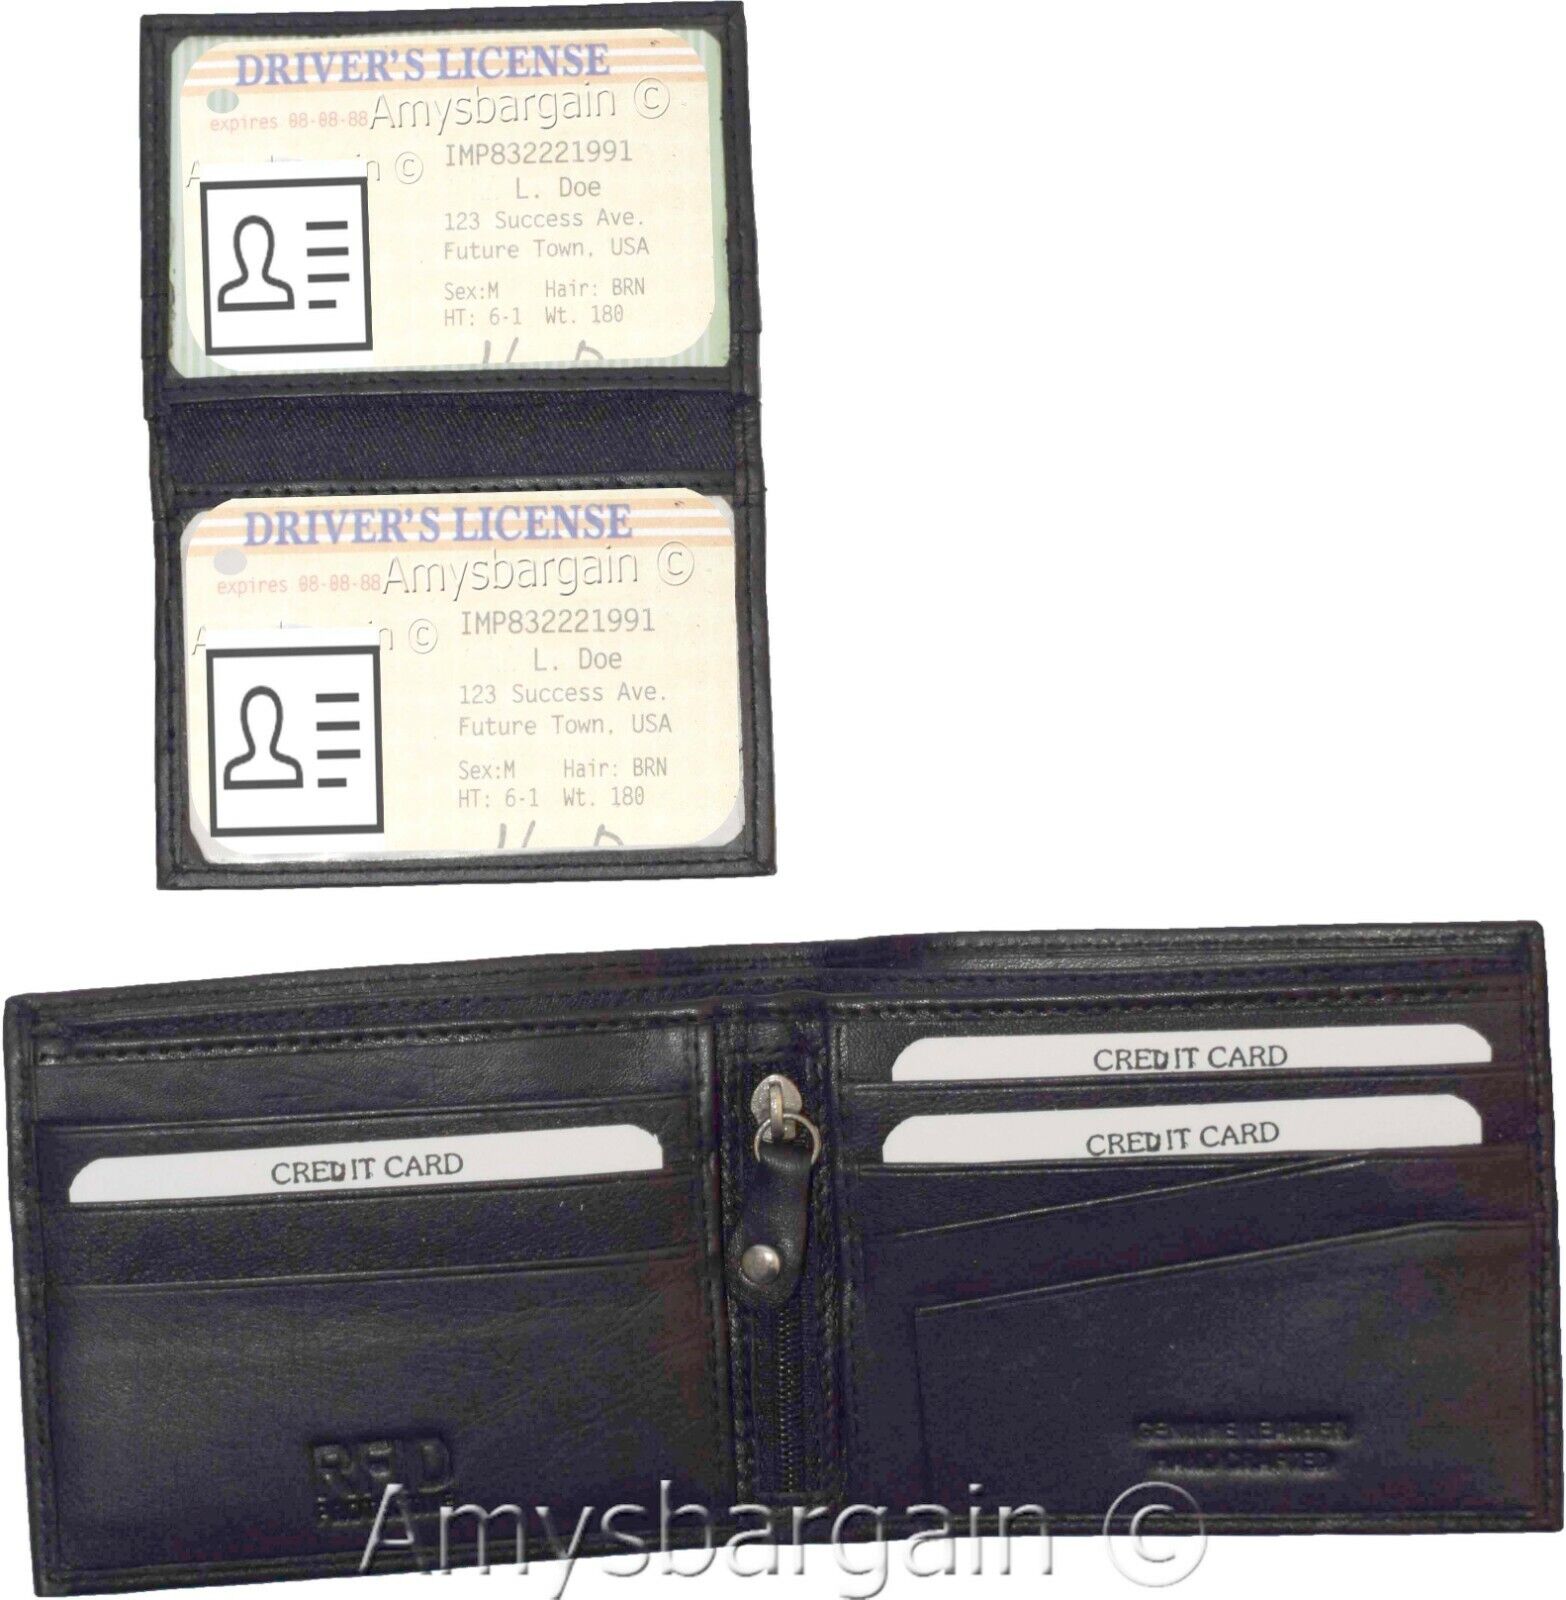 DRIVER'S LICENSE
expires 08-08-88
Amysbargain ©
n ©
IMP832221991
L. Doe
123 Success Ave.
Future Town, USA
Sex:M Hair: BRN
HT: 6-1 Wt. 180
DRIVER'S LICENSE
expires 08-08-88
Amysbargain ©
n ©
IMP832221991
L. Doe
123 Success Ave.
Future Town, USA
Sex:M Hair: BRN
HT: 6-1 Wt. 180
CREDIT CARD
CREDIT CARD
CREDIT CARD
RFID
GENUINE LEATHER
HAND CRAFTED
Amysbargain ©